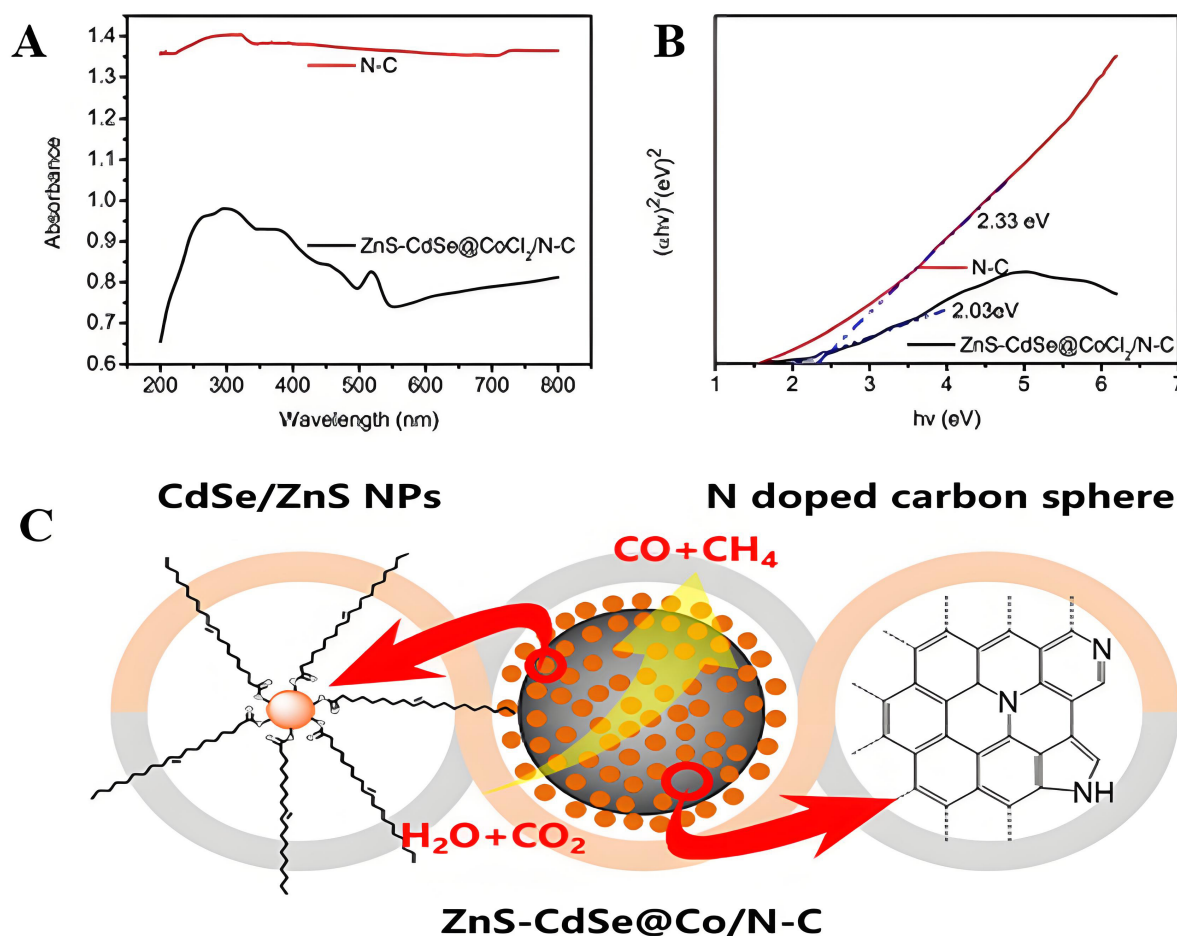 A
1.4
1.3
1.2
1.1
1.0
0.9
0.8
0.7
0.6
Absorbance
N-C
ZnS-CdSe@CoCl₂/N-C
200 300 400 500 600 700 800
Wavelength (nm)
B
(αhν)²(eV)²
2.33 eV
N-C
2.03eV
ZnS-CdSe@CoCl₂/N-C
1 2 3 4 5 6 7
hν (eV)
C
CdSe/ZnS NPs
N doped carbon sphere
CO+CH₄
N
N
NH
H₂O+CO₂
ZnS-CdSe@Co/N-C